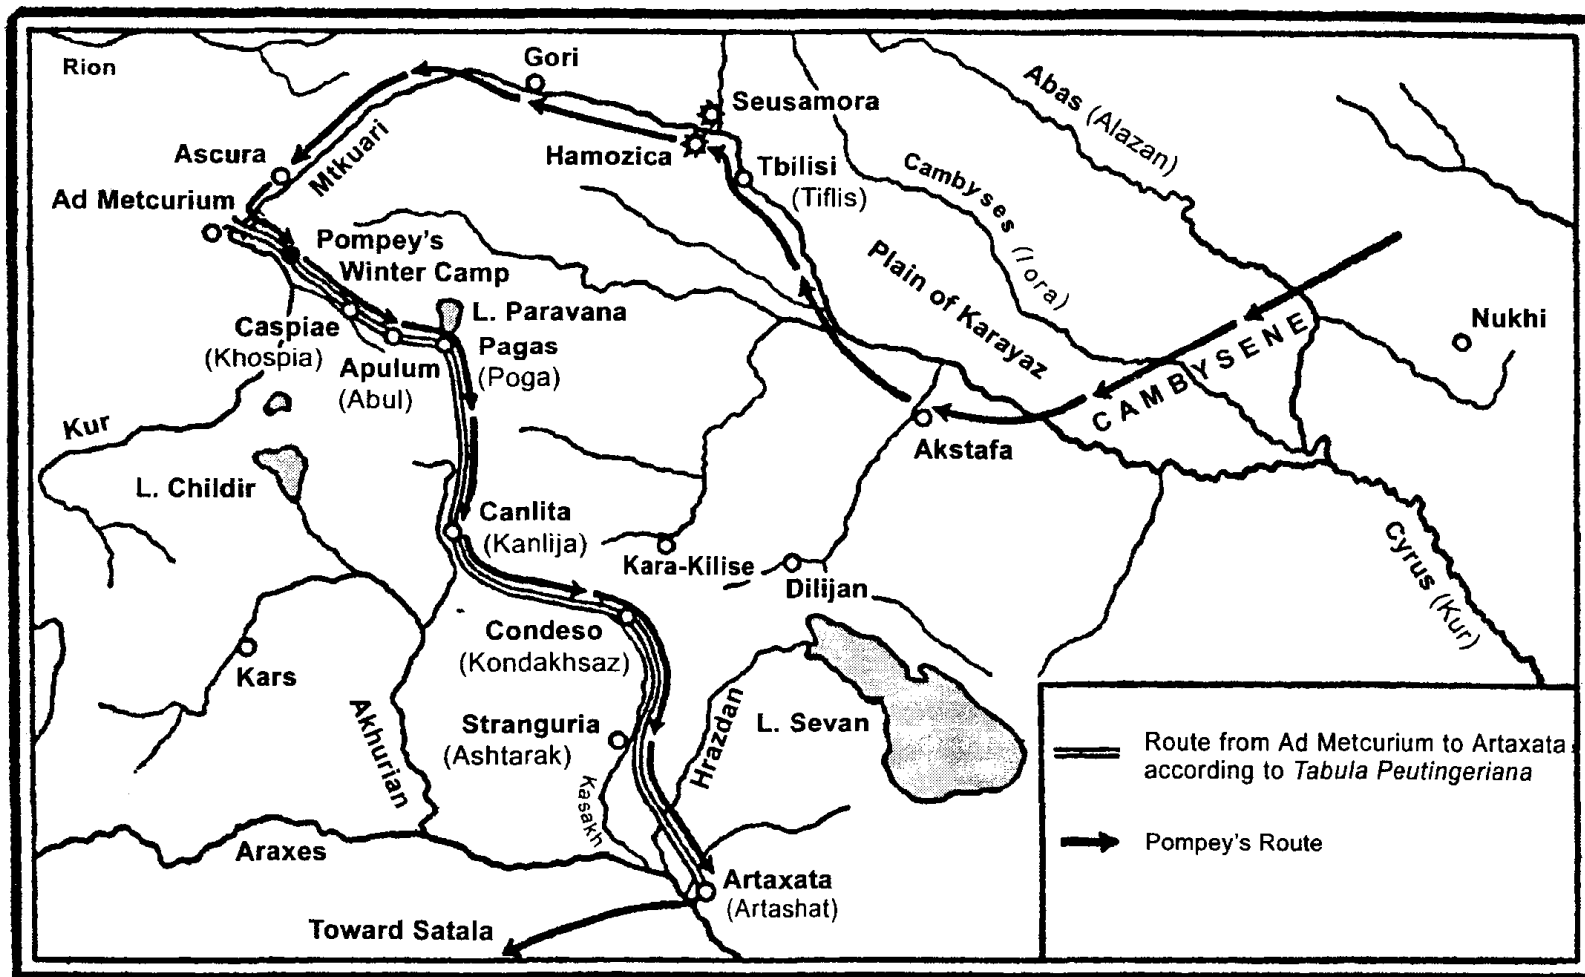 Rion
Gori
Seusamora
Abas (Alazan)
Ascura
Mtkuari
Hamozica
Tbilisi
(Tiflis)
Cambyses (Iora)
Ad Metcurium
Pompey's
Winter Camp
Plain of Karayaz
L. Paravana
Nukhi
Caspiae
(Khospia)
Apulum
(Abul)
Pagas
(Poga)
CAMBYSENE
Kur
Akstafa
L. Childir
Canlita
(Kanlija)
Kara-Kilise
Dilijan
Cyrus (Kur)
Condeso
(Kondakhsaz)
Kars
Akhurian
Stranguria
(Ashtarak)
Kasakh
Hrazdan
L. Sevan
Araxes
Artaxata
(Artashat)
Toward Satala
Route from Ad Metcurium to Artaxata
according to Tabula Peutingeriana
Pompey's Route